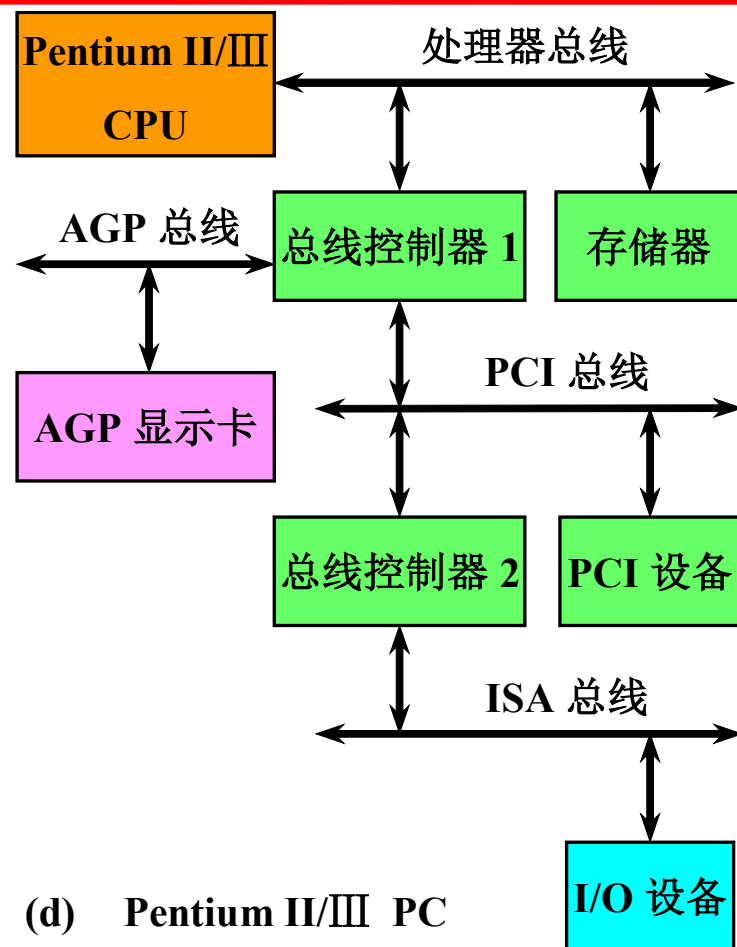 Pentium II/Ⅲ
CPU
处理器总线
AGP 总线
总线控制器 1
存储器
PCI 总线
AGP 显示卡
总线控制器 2
PCI 设备
ISA 总线
I/O 设备
(d) Pentium II/Ⅲ PC